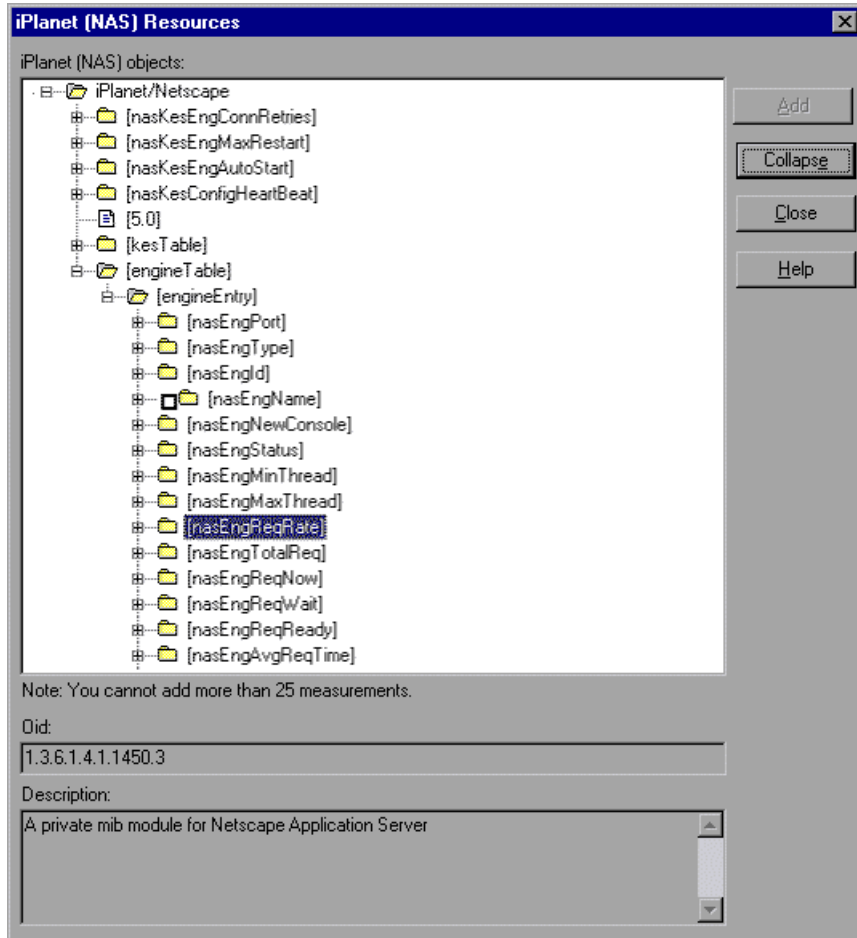 iPlanet (NAS) Resources
iPlanet (NAS) objects:
iPlanet/Netscape
[nasKesEngConnRetries]
[nasKesEngMaxRestart]
[nasKesEngAutoStart]
[nasKesConfigHeartBeat]
[5.0]
[kesTable]
[engineTable]
[engineEntry]
[nasEngPort]
[nasEngType]
[nasEngId]
[nasEngName]
[nasEngNewConsole]
[nasEngStatus]
[nasEngMinThread]
[nasEngMaxThread]
[nasEngReqRate]
[nasEngTotalReq]
[nasEngReqNow]
[nasEngReqWait]
[nasEngReqReady]
[nasEngAvgReqTime]
Add
Collapse
Close
Help
Note: You cannot add more than 25 measurements.
Oid:
1.3.6.1.4.1.1450.3
Description:
A private mib module for Netscape Application Server